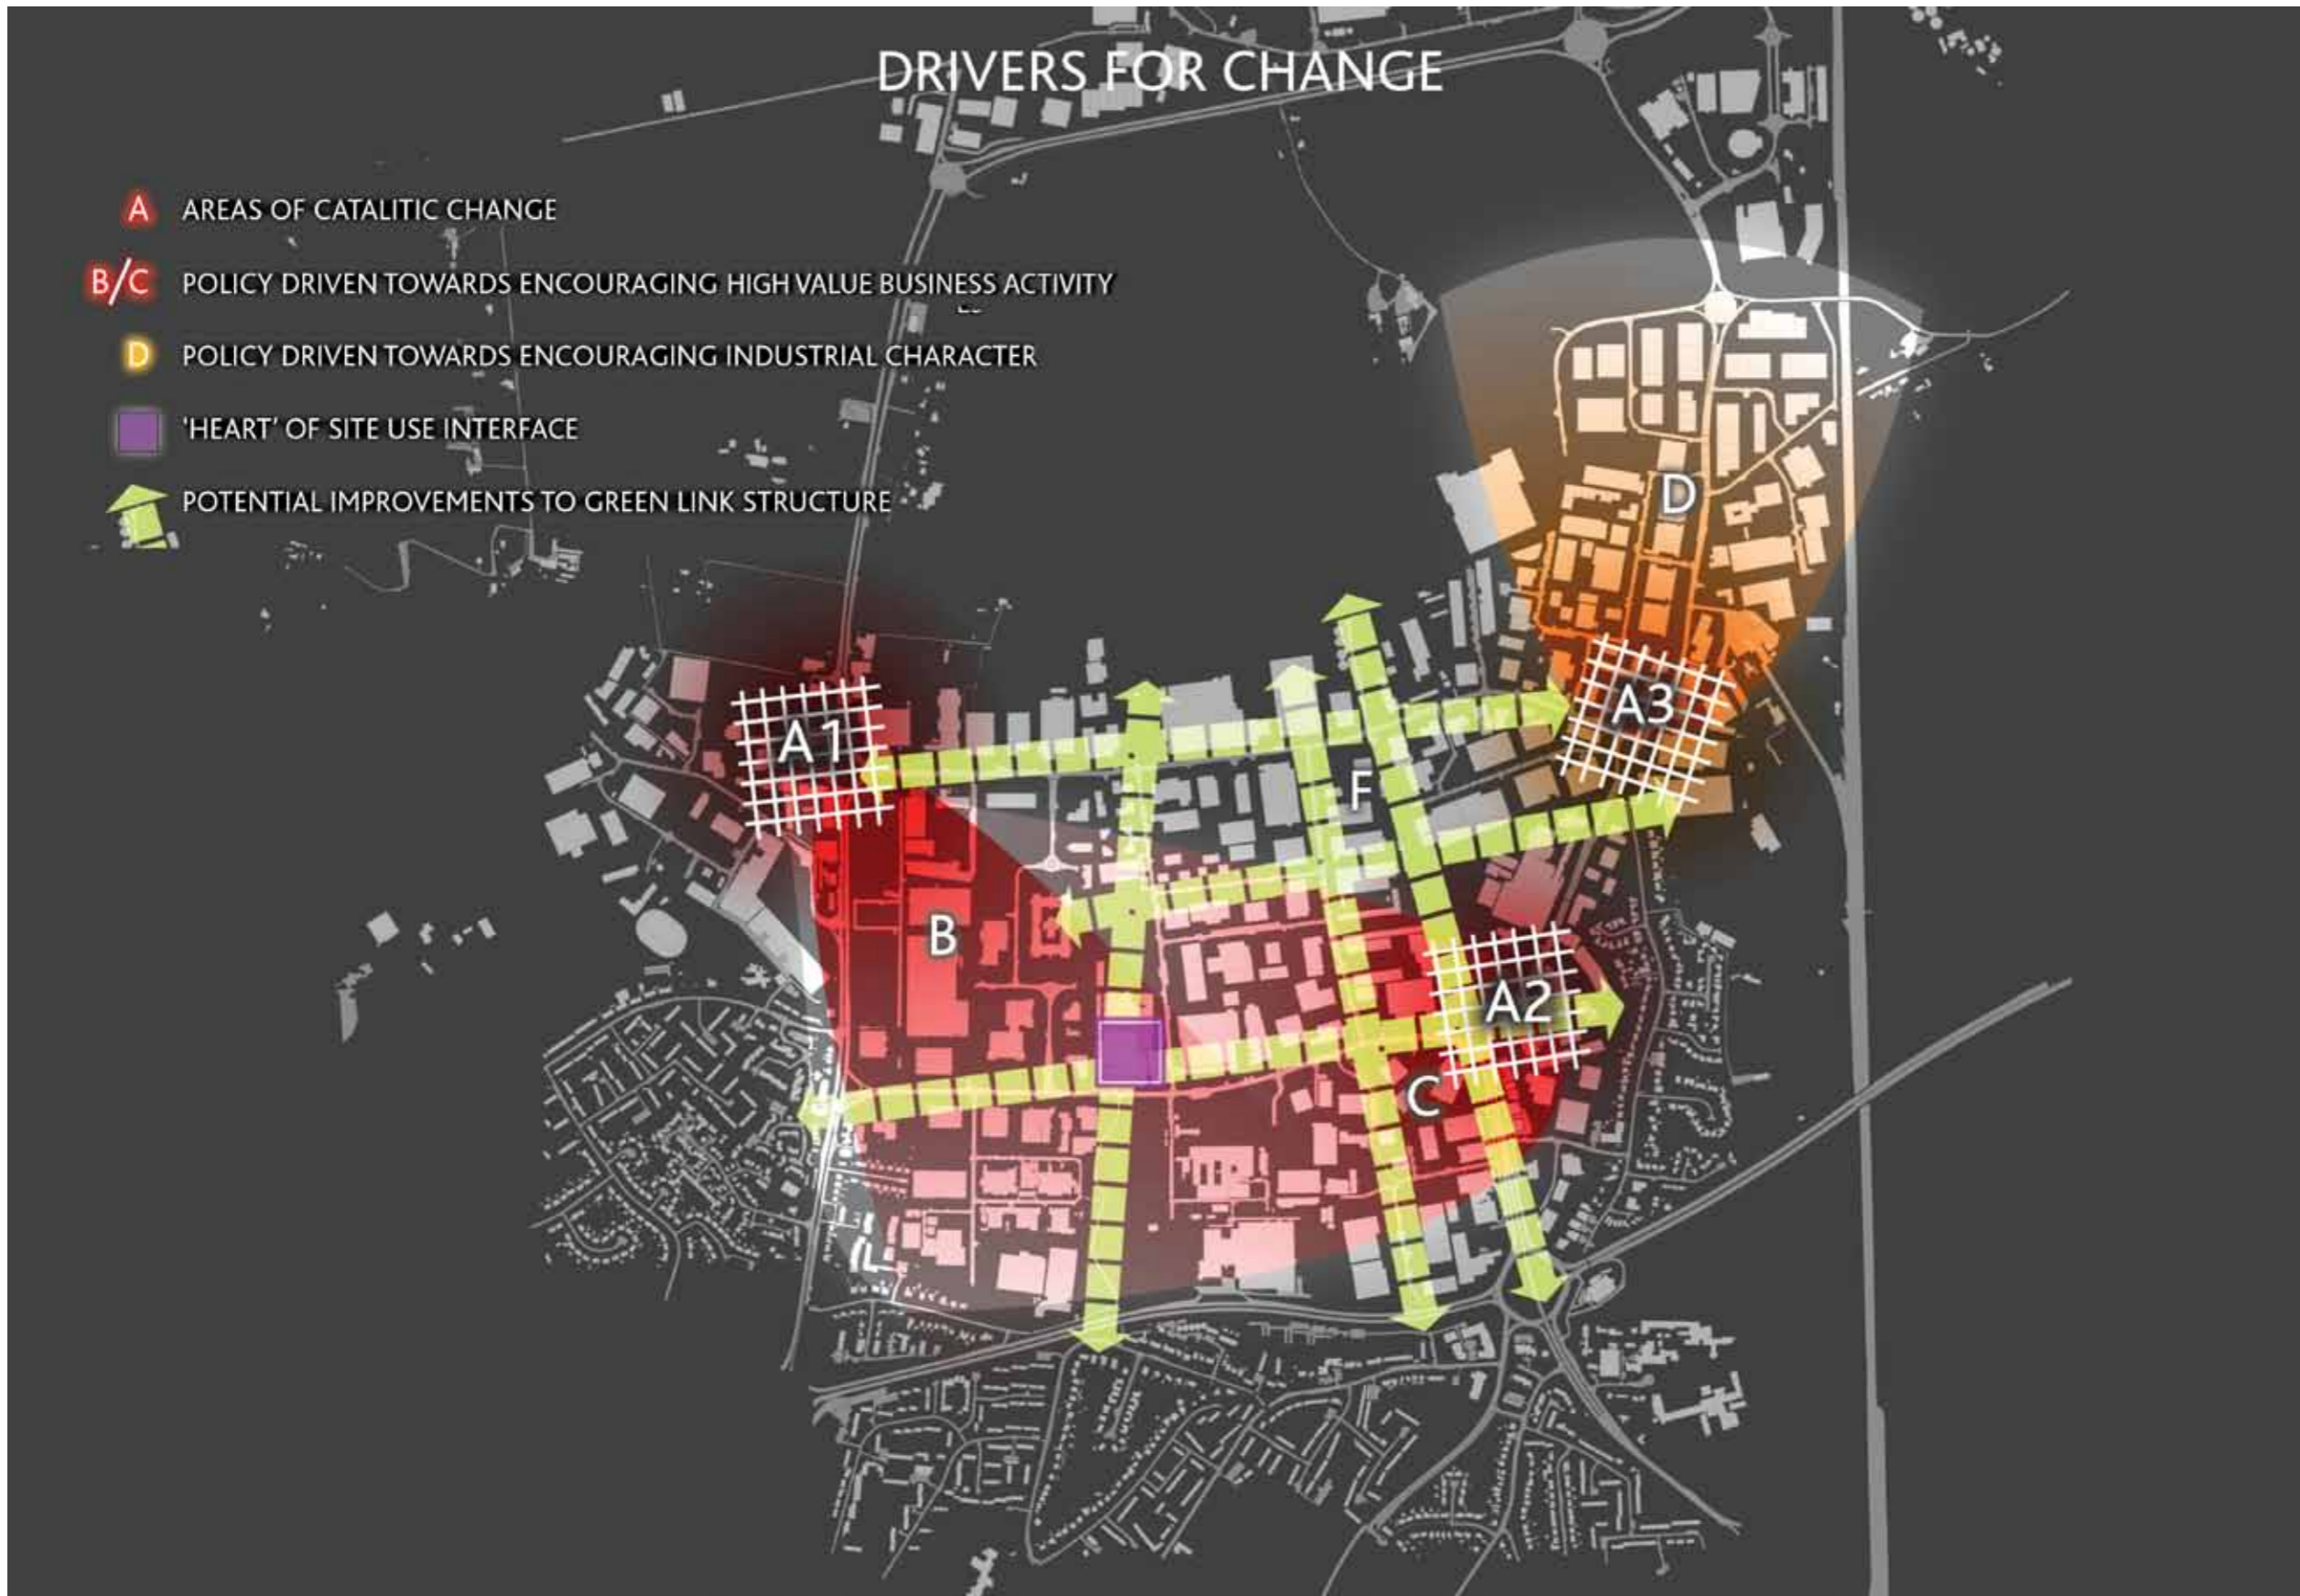 DRIVERS FOR CHANGE
A AREAS OF CATALITIC CHANGE
B/C POLICY DRIVEN TOWARDS ENCOURAGING HIGH VALUE BUSINESS ACTIVITY
D POLICY DRIVEN TOWARDS ENCOURAGING INDUSTRIAL CHARACTER
'HEART' OF SITE USE INTERFACE
POTENTIAL IMPROVEMENTS TO GREEN LINK STRUCTURE
D
A3
A1
F
B
A2
C